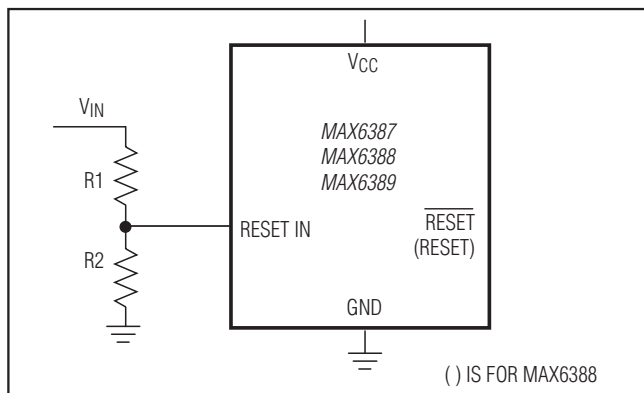 VCC
VIN
MAX6387
MAX6388
MAX6389
R1
RESET IN
RESET
(RESET)
R2
GND
( ) IS FOR MAX6388